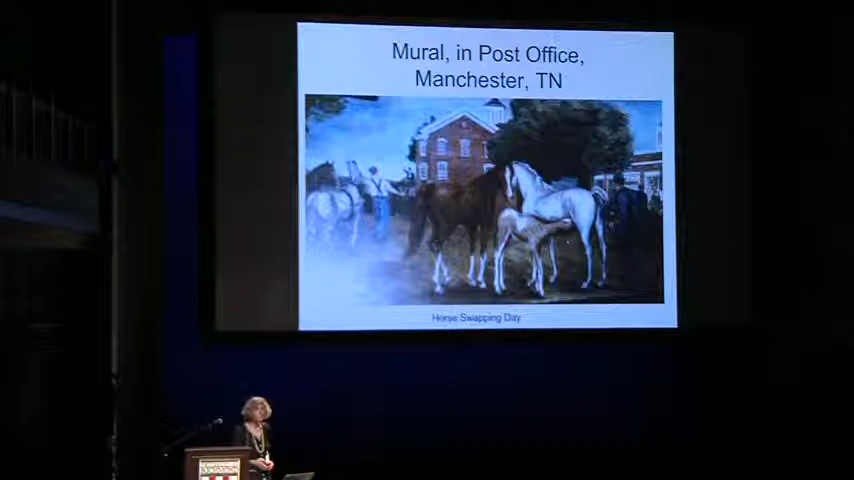 Mural, in Post Office,
Manchester, TN
Horse Swapping Day